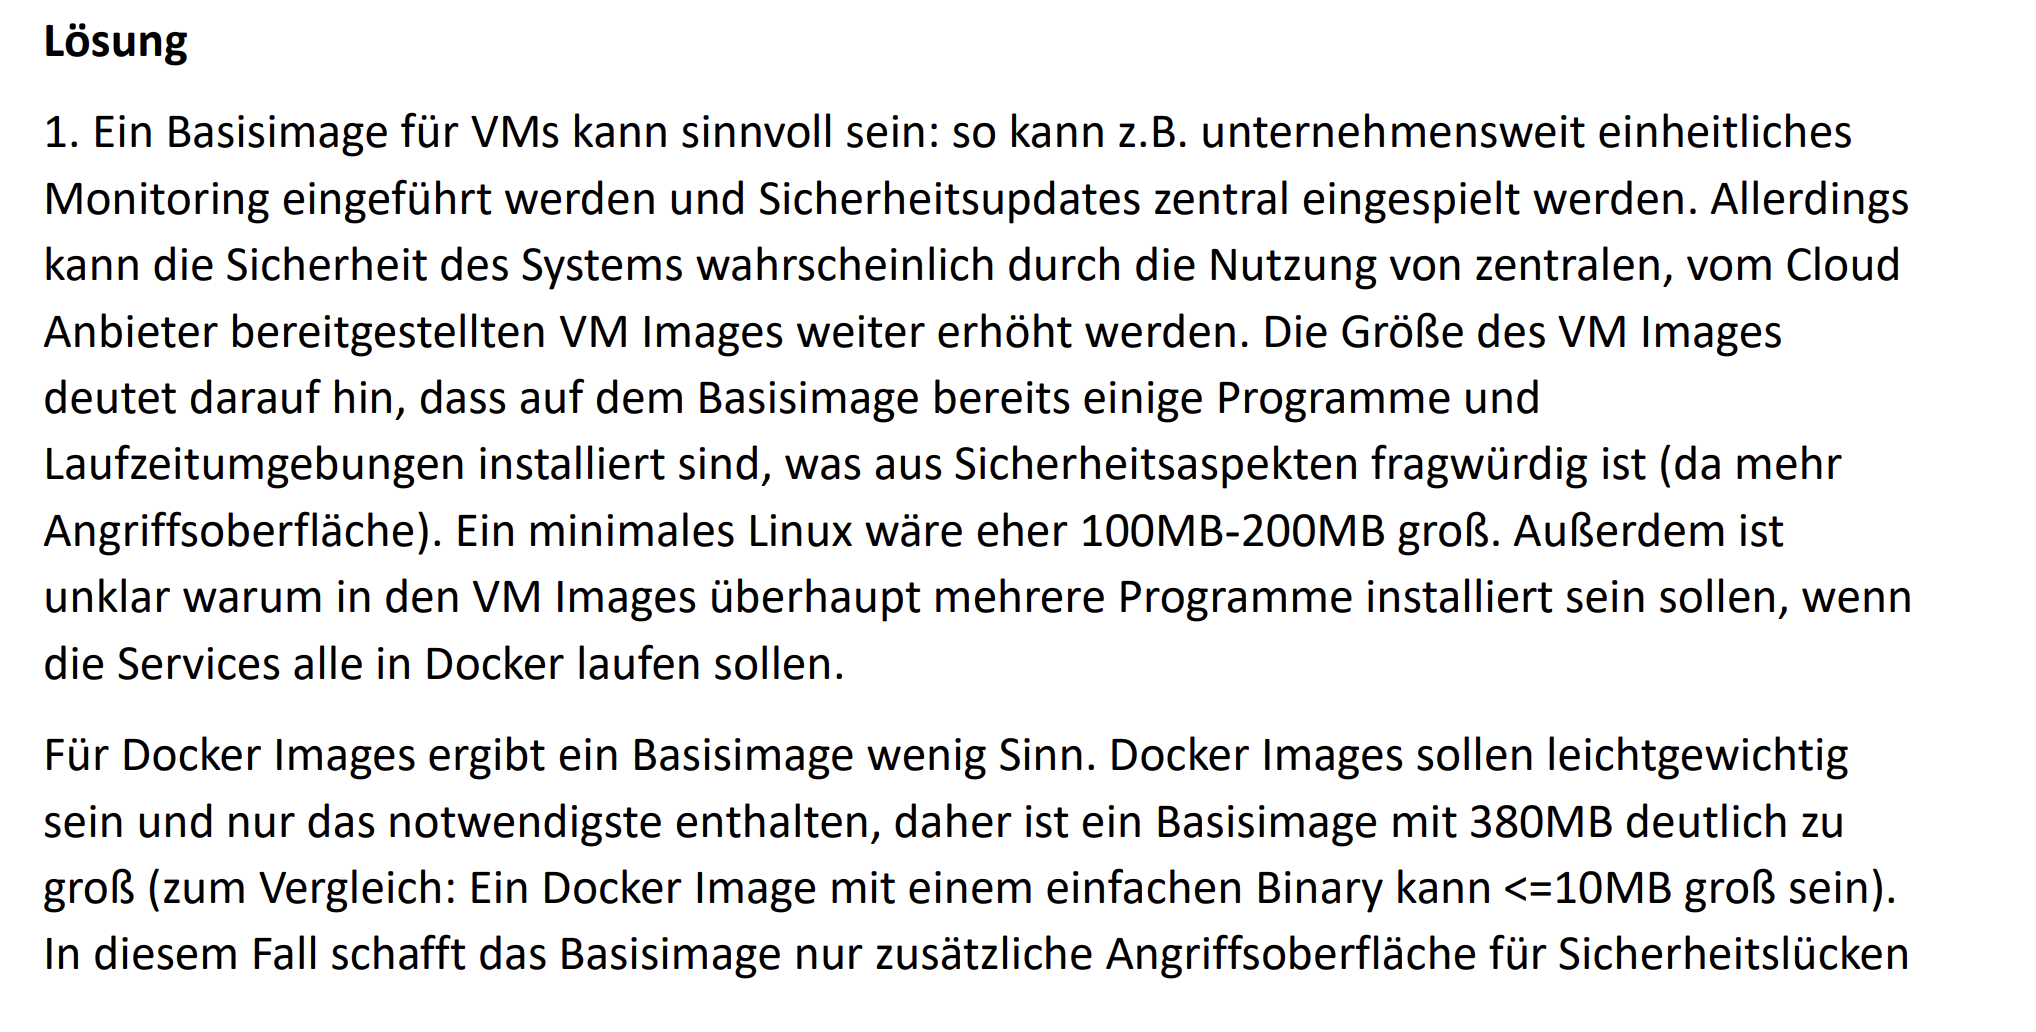 Lösung
1. Ein Basisimage für VMs kann sinnvoll sein: so kann z.B. unternehmensweit einheitliches
Monitoring eingeführt werden und Sicherheitsupdates zentral eingespielt werden. Allerdings
kann die Sicherheit des Systems wahrscheinlich durch die Nutzung von zentralen, vom Cloud
Anbieter bereitgestellten VM Images weiter erhöht werden. Die Größe des VM Images
deutet darauf hin, dass auf dem Basisimage bereits einige Programme und
Laufzeitumgebungen installiert sind, was aus Sicherheitsaspekten fragwürdig ist (da mehr
Angriffsoberfläche). Ein minimales Linux wäre eher 100MB-200MB groß. Außerdem ist
unklar warum in den VM Images überhaupt mehrere Programme installiert sein sollen, wenn
die Services alle in Docker laufen sollen.
Für Docker Images ergibt ein Basisimage wenig Sinn. Docker Images sollen leichtgewichtig
sein und nur das notwendigste enthalten, daher ist ein Basisimage mit 380MB deutlich zu
groß (zum Vergleich: Ein Docker Image mit einem einfachen Binary kann <=10MB groß sein).
In diesem Fall schafft das Basisimage nur zusätzliche Angriffsoberfläche für Sicherheitslücken